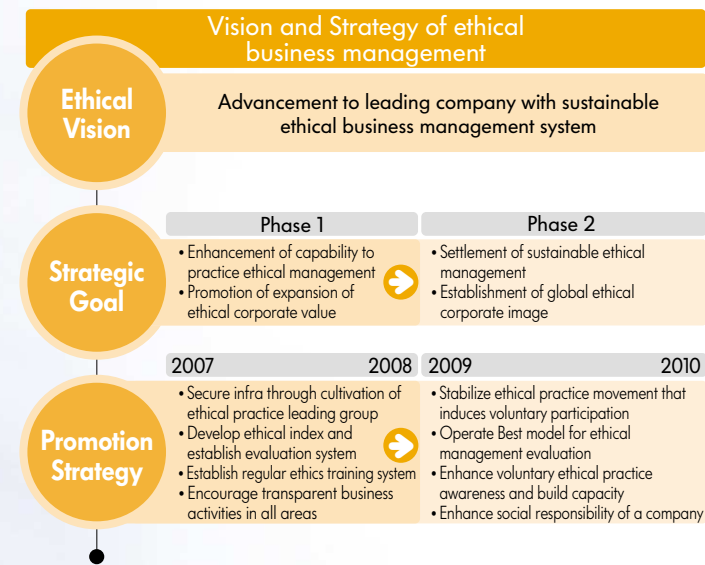 Vision and Strategy of ethical
business management
Ethical
Vision
Advancement to leading company with sustainable
ethical business management system
Strategic
Goal
Phase 1
• Enhancement of capability to
practice ethical management
• Promotion of expansion of
ethical corporate value
Phase 2
• Settlement of sustainable ethical
management
• Establishment of global ethical
corporate image
Promotion
Strategy
2007 2008
• Secure infra through cultivation of
ethical practice leading group
• Develop ethical index and
establish evaluation system
• Establish regular ethics training system
• Encourage transparent business
activities in all areas
2009 2010
• Stabilize ethical practice movement that
induces voluntary participation
• Operate Best model for ethical
management evaluation
• Enhance voluntary ethical practice
awareness and build capacity
• Enhance social responsibility of a company